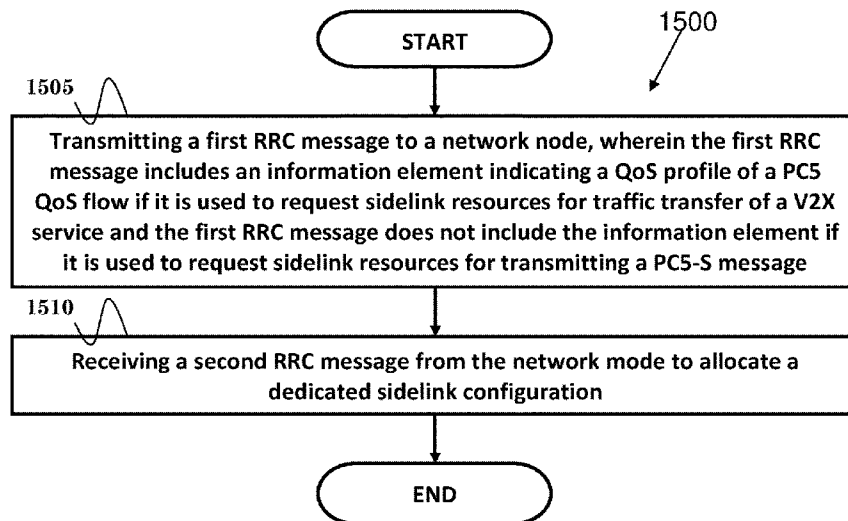 START
1500
1505
Transmitting a first RRC message to a network node, wherein the first RRC
message includes an information element indicating a QoS profile of a PC5
QoS flow if it is used to request sidelink resources for traffic transfer of a V2X
service and the first RRC message does not include the information element if
it is used to request sidelink resources for transmitting a PC5-S message
1510
Receiving a second RRC message from the network mode to allocate a
dedicated sidelink configuration
END